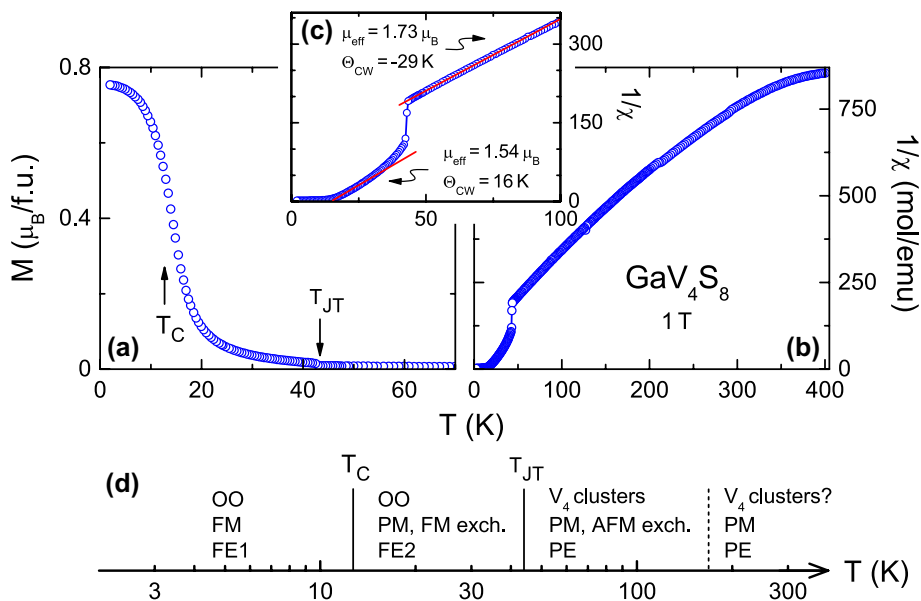 (c)
μeff = 1.73 μB
ΘCW = -29 K
μeff = 1.54 μB
ΘCW = 16 K
300
150
0
1/χ
0
50
100
0.8
0.4
0
M (μB/f.u.)
TC
TJT
(a)
0
20
40
60
T (K)
GaV4S8
1 T
(b)
750
500
250
0
1/χ (mol/emu)
0
100
200
300
400
(d)
TC
TJT
OO
FM
FE1
OO
PM, FM exch.
FE2
V4 clusters
PM, AFM exch.
PE
V4 clusters?
PM
PE
3
10
30
100
300
T (K)